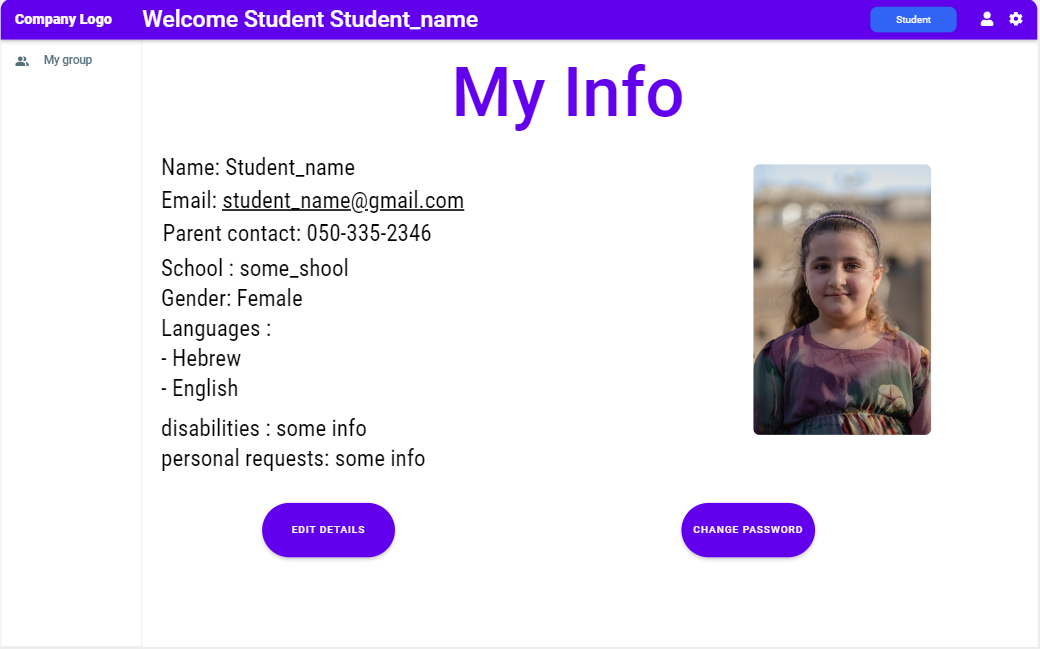 Company Logo
Welcome Student Student_name
Student
My group
My Info
Name: Student_name
Email: student_name@gmail.com
Parent contact: 050-335-2346
School : some_shool
Gender: Female
Languages :
- Hebrew
- English
disabilities : some info
personal requests: some info
EDIT DETAILS
CHANGE PASSWORD